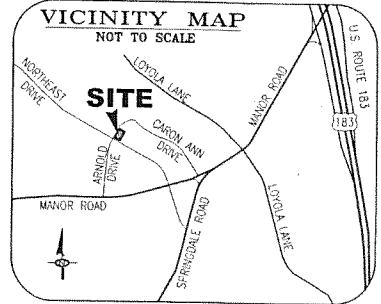 VICINITY MAP
NOT TO SCALE
NORTHEAST
DRIVE
LOYOLA LANE
SITE
CARON ANN
DRIVE
ARNOLD
DRIVE
MANOR ROAD
U.S. ROUTE 183
183
MANOR ROAD
SPRINGDALE ROAD
LOYOLA LANE